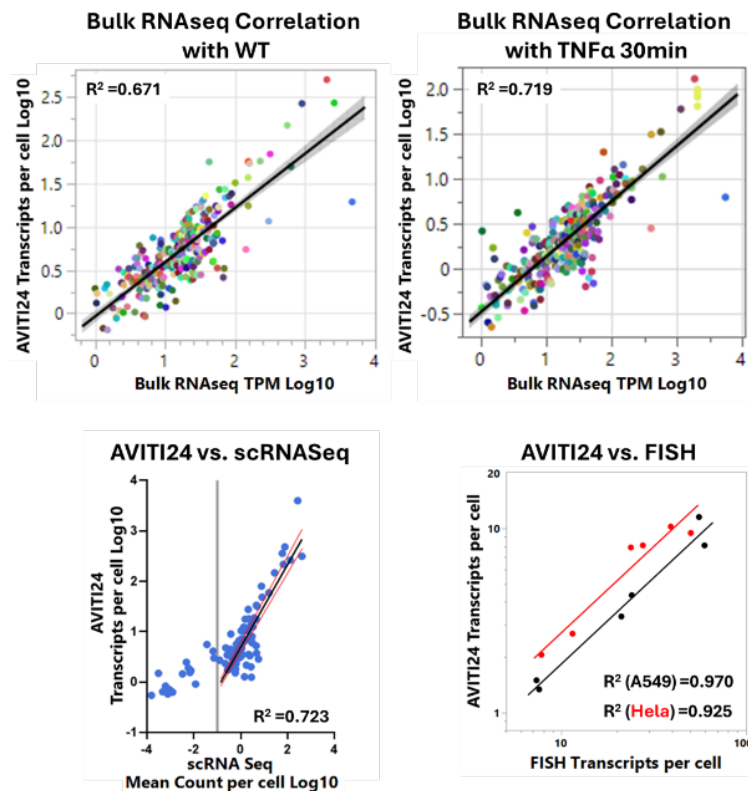 Bulk RNAseq Correlation
with WT
R² =0.671
2.5
2.0
1.5
1.0
0.5
0
0
1
2
3
4
AVITI24 Transcripts per cell Log10
Bulk RNAseq TPM Log10
Bulk RNAseq Correlation
with TNFα 30min
R² =0.719
2.0
1.5
1.0
0.5
0
-0.5
0
1
2
3
4
AVITI24 Transcripts per cell Log10
Bulk RNAseq TPM Log10
AVITI24 vs. scRNASeq
4
3
2
1
0
-1
-4
-2
0
2
4
AVITI24
Transcripts per cell Log10
R² =0.723
scRNA Seq
Mean Count per cell Log10
AVITI24 vs. FISH
20
10
1
10
100
AVITI24 Transcripts per cell
R² (A549) =0.970
R² (Hela) =0.925
FISH Transcripts per cell